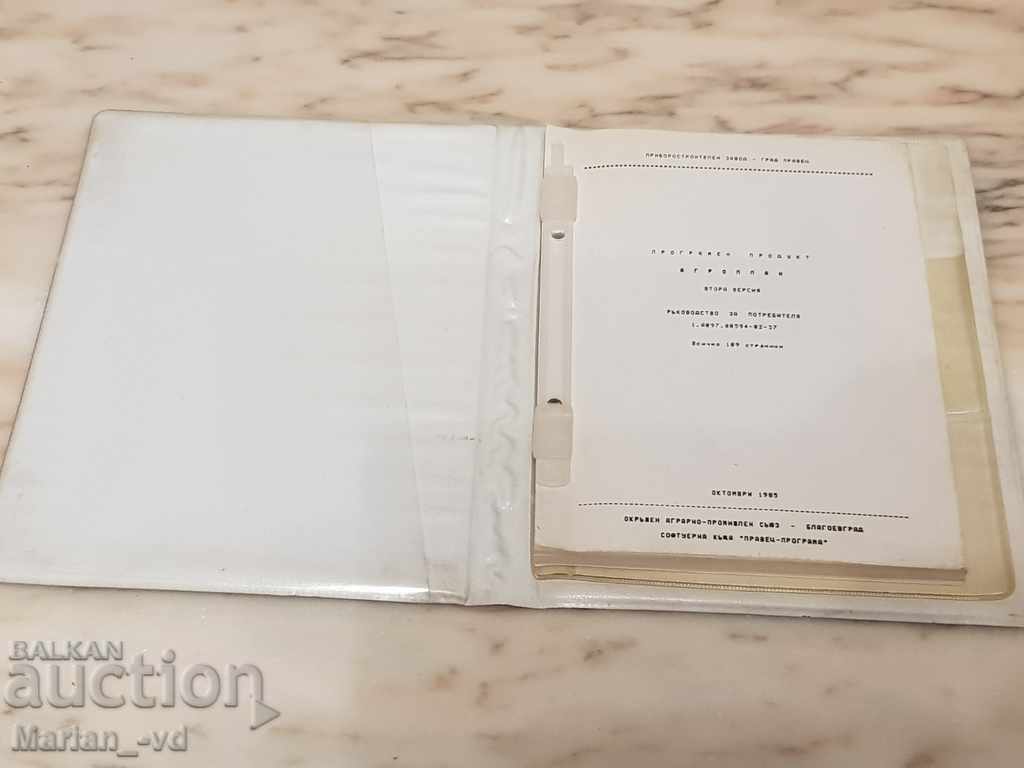 ПРИБОРОСТРОИТЕЛЕН ЗАВОД - ГРАД ПРАВЕЦ
ПРОГРАМЕН ПРОДУКТ
АГРОПЛАН
ВТОРА ВЕРСИЯ
РЪКОВОДСТВО ЗА ПОТРЕБИТЕЛЯ
Всичко 109 страници
ОКТОМВРИ 1985
ОКРЪЖЕН АГРАРНО-ПРОМИШЛЕН СЪЮЗ - БЛАГОЕВГРАД
СОФТУЕРНА КЪЩА "ПРАВЕЦ-ПРОГРАМА"
BALKAN
auction
Marian_-vd